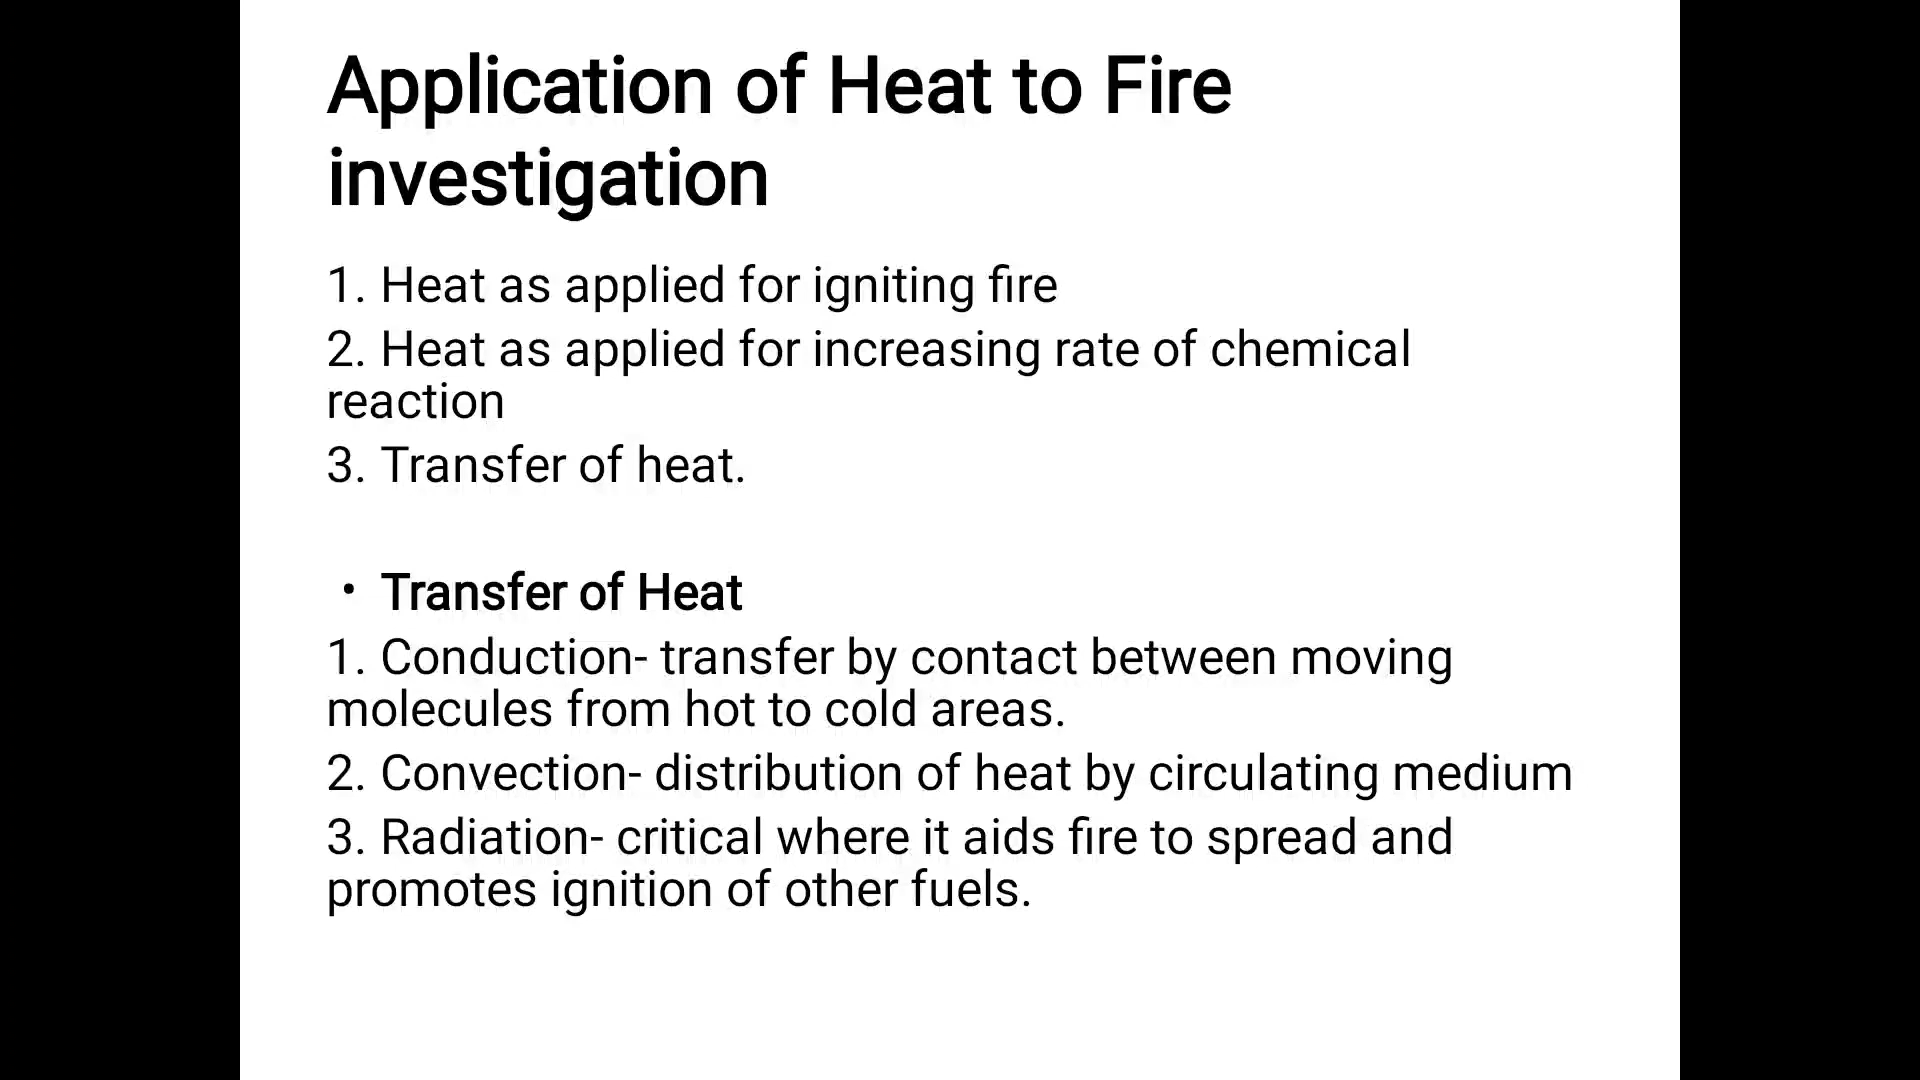 Application of Heat to Fire
investigation
1. Heat as applied for igniting fire
2. Heat as applied for increasing rate of chemical
reaction
3. Transfer of heat.
• Transfer of Heat
1. Conduction- transfer by contact between moving
molecules from hot to cold areas.
2. Convection- distribution of heat by circulating medium
3. Radiation- critical where it aids fire to spread and
promotes ignition of other fuels.